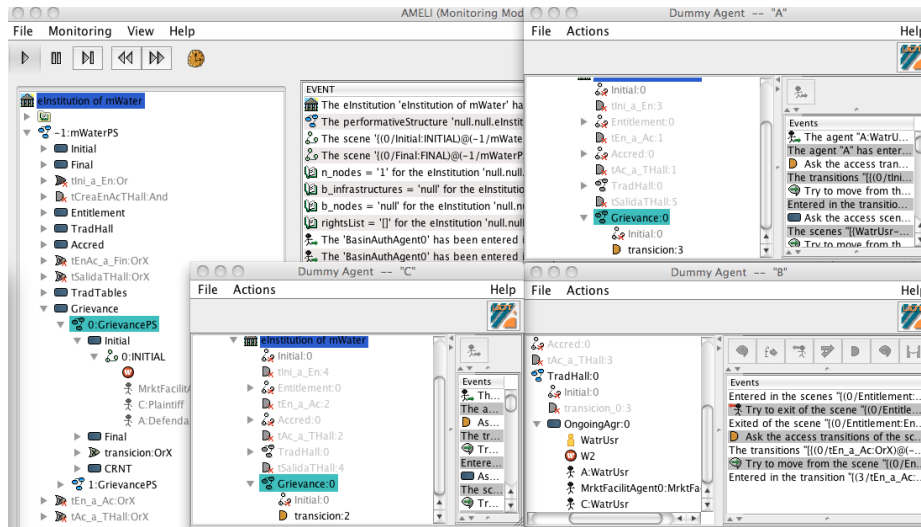 AMELI (Monitoring Mod
File Monitoring View Help
eInstitution of mWater
-1:mWaterPS
Initial
Final
tIni_a_En:Or
tCreaEnAcTHall:And
Entitlement
TradHall
Accred
tEnAc_a_Fin:OrX
tSalidaTHall:OrX
TradTables
Grievance
0:GrievancePS
Initial
0:INITIAL
W
MrktFacilitA
C:Plaintiff
A:Defenda
Final
transicion:OrX
CRNT
1:GrievancePS
tEn_a_Ac:OrX
tAc_a_THall:OrX
EVENT
The eInstitution 'eInstitution of mWater' ha
The performativeStructure 'null.null.eInstit
The scene '((0/Initial:INITIAL)@(-1/mWate
The scene '((0/Final:FINAL)@(-1/mWaterP
n_nodes = '1' for the eInstitution 'null.null.
b_infrastructures = 'null' for the eInstitutio
b_nodes = 'null' for the eInstitution 'null.nu
rightsList = '[]' for the eInstitution 'null.nul
The 'BasinAuthAgent0' has been entered i
The 'BasinAuthAgent0' has been entered i
Dummy Agent -- "A"
File Actions Help
Initial:0
tIni_a_En:3
Entitlement:0
tEn_a_Ac:1
Accred:0
tAc_a_THall:1
TradHall:0
tSalidaTHall:5
Grievance:0
Initial:0
transicion:3
Events
The agent "A:WatrU...
The agent "A" has enter...
Ask the access tran...
The transitions "[((0/tIni...
Try to move from th...
Entered in the transitio...
Ask the access scen...
The scenes "[(WatrUsr-...
Try to move from th
Dummy Agent -- "C"
File Actions Help
eInstitution of mWater
Initial:0
tIni_a_En:4
Entitlement:0
tEn_a_Ac:2
Accred:0
tAc_a_THall:2
TradHall:0
tSalidaTHall:4
Grievance:0
Initial:0
transicion:2
Events
Th...
The a...
As...
The tr...
Tr...
Entere...
As...
The sc...
Tr...
Dummy Agent -- "B"
File Actions Help
Accred:0
tAc_a_THall:3
TradHall:0
Initial:0
transicion_0:3
OngoingAgr:0
WatrUsr
W2
A:WatrUsr
MrktFacilitAgent0:MrktFa
C:WatrUsr
Events
Entered in the scenes "[(0/Entitlement:...
Try to exit of the scene "((0/Entitle...
Exited of the scene "((0/Entitlement:En...
Ask the access transitions of the sc...
The transitions "[((0/tEn_a_Ac:OrX)@(-...
Try to move from the scene "((0/En...
Entered in the transition "((3/tEn_a_Ac:...